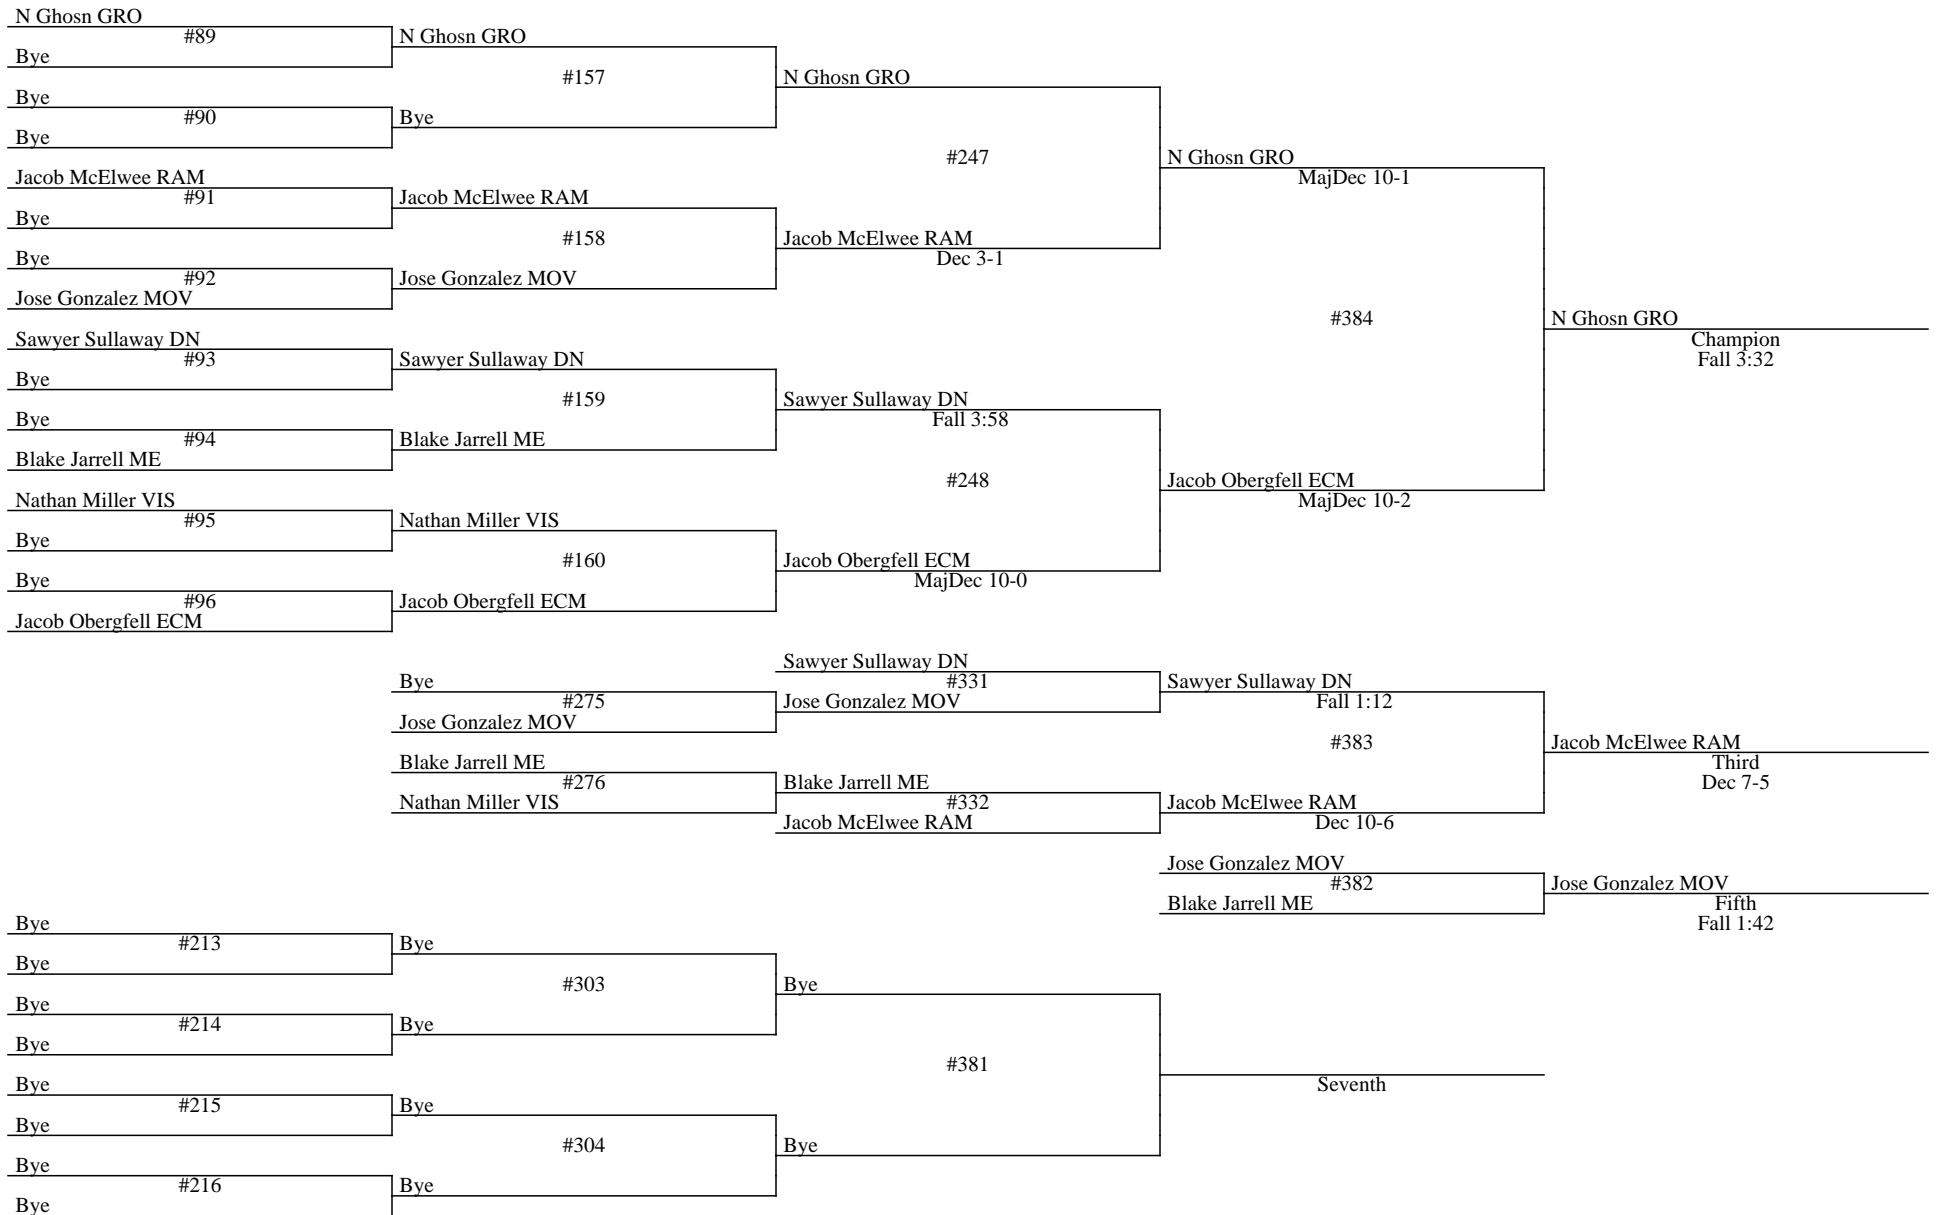 N Ghosn GRO
#89
Bye
N Ghosn GRO
#157
Bye
#90
Bye
Bye
N Ghosn GRO
#247
Jacob McElwee RAM
#91
Bye
Jacob McElwee RAM
#158
Bye
#92
Jose Gonzalez MOV
Jose Gonzalez MOV
Jacob McElwee RAM
Dec 3-1
N Ghosn GRO
MajDec 10-1
#384
Sawyer Sullaway DN
#93
Bye
Sawyer Sullaway DN
#159
Bye
#94
Blake Jarrell ME
Blake Jarrell ME
Sawyer Sullaway DN
Fall 3:58
#248
Nathan Miller VIS
#95
Bye
Nathan Miller VIS
#160
Bye
#96
Jacob Obergfell ECM
Jacob Obergfell ECM
Jacob Obergfell ECM
MajDec 10-0
Jacob Obergfell ECM
MajDec 10-2
N Ghosn GRO
Champion
Fall 3:32
Bye
#275
Jose Gonzalez MOV
Sawyer Sullaway DN
#331
Jose Gonzalez MOV
Sawyer Sullaway DN
Fall 1:12
#383
Blake Jarrell ME
#276
Nathan Miller VIS
Blake Jarrell ME
#332
Jacob McElwee RAM
Jacob McElwee RAM
Dec 10-6
Jacob McElwee RAM
Third
Dec 7-5
Jose Gonzalez MOV
#382
Blake Jarrell ME
Jose Gonzalez MOV
Fifth
Fall 1:42
Bye
#213
Bye
Bye
#303
Bye
#214
Bye
Bye
Bye
#381
Bye
#215
Bye
Bye
#304
Bye
#216
Bye
Bye
Bye
Seventh